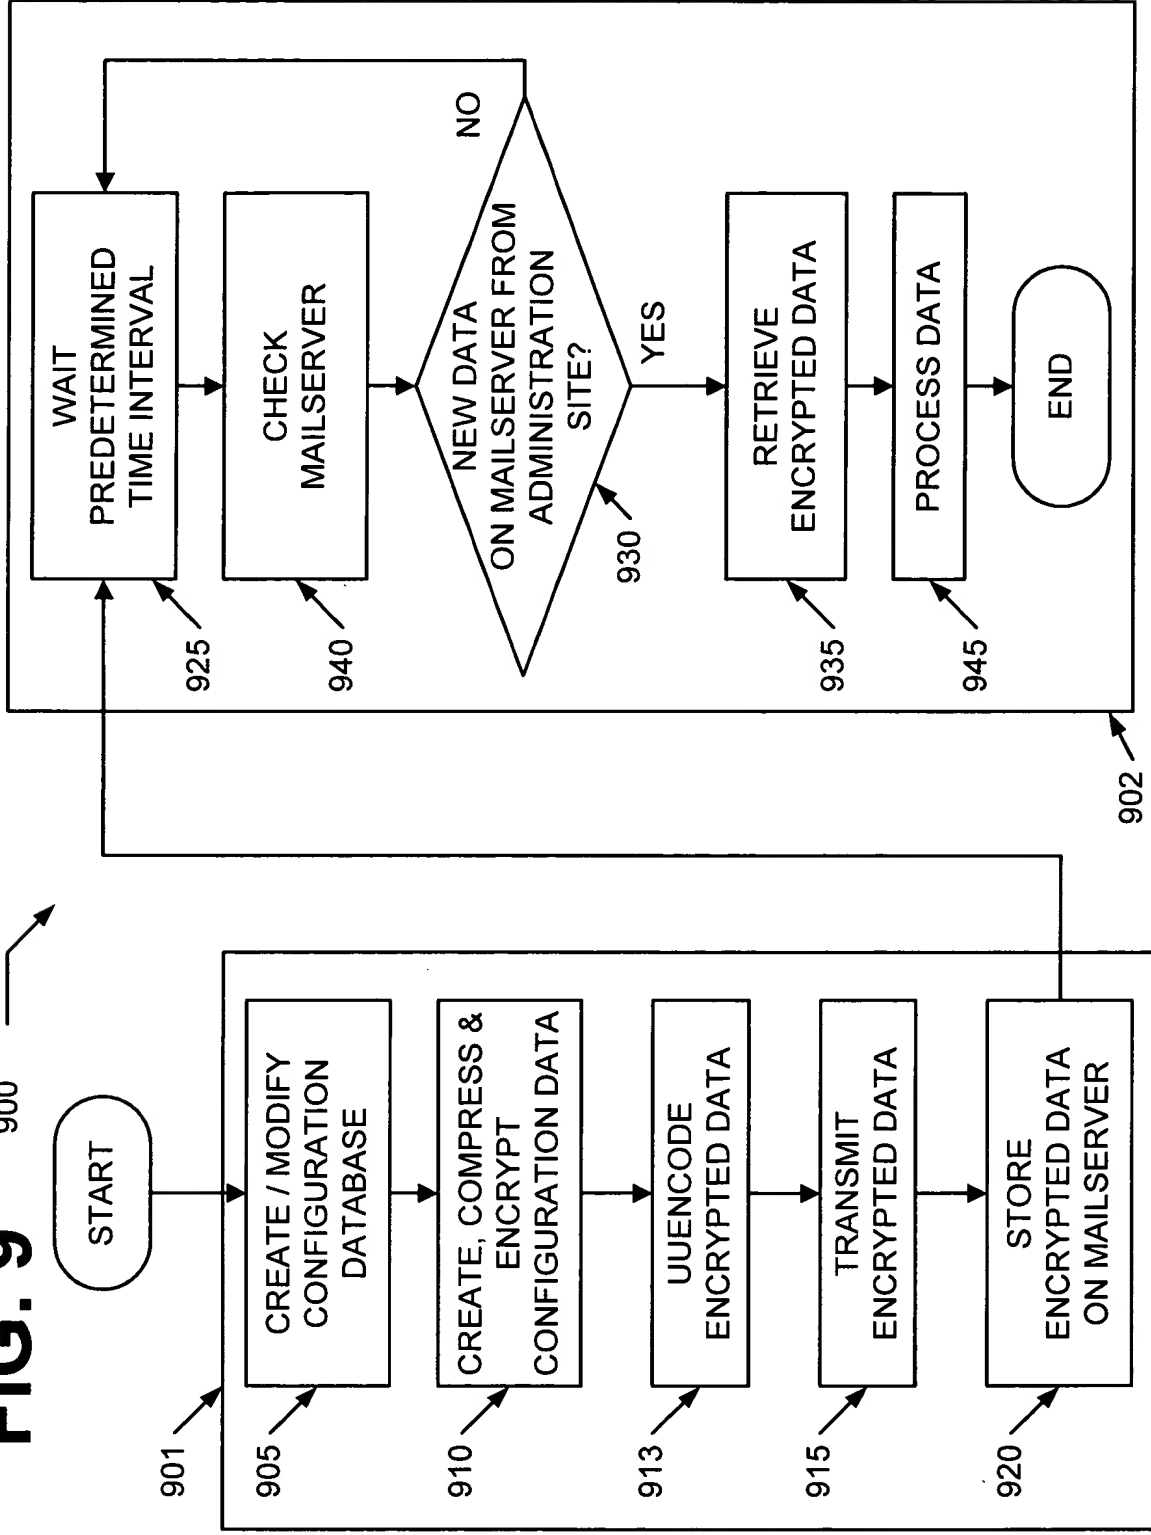 FIG. 9
900
START
901
CREATE / MODIFY
CONFIGURATION
DATABASE
905
CREATE, COMPRESS &
ENCRYPT
CONFIGURATION DATA
910
UUENCODE
ENCRYPTED DATA
913
TRANSMIT
ENCRYPTED DATA
915
STORE
ENCRYPTED DATA
ON MAILSERVER
920
WAIT
PREDETERMINED
TIME INTERVAL
925
CHECK
MAILSERVER
940
NEW DATA
ON MAILSERVER FROM
ADMINISTRATION
SITE?
930
NO
YES
RETRIEVE
ENCRYPTED DATA
935
PROCESS DATA
945
END
902